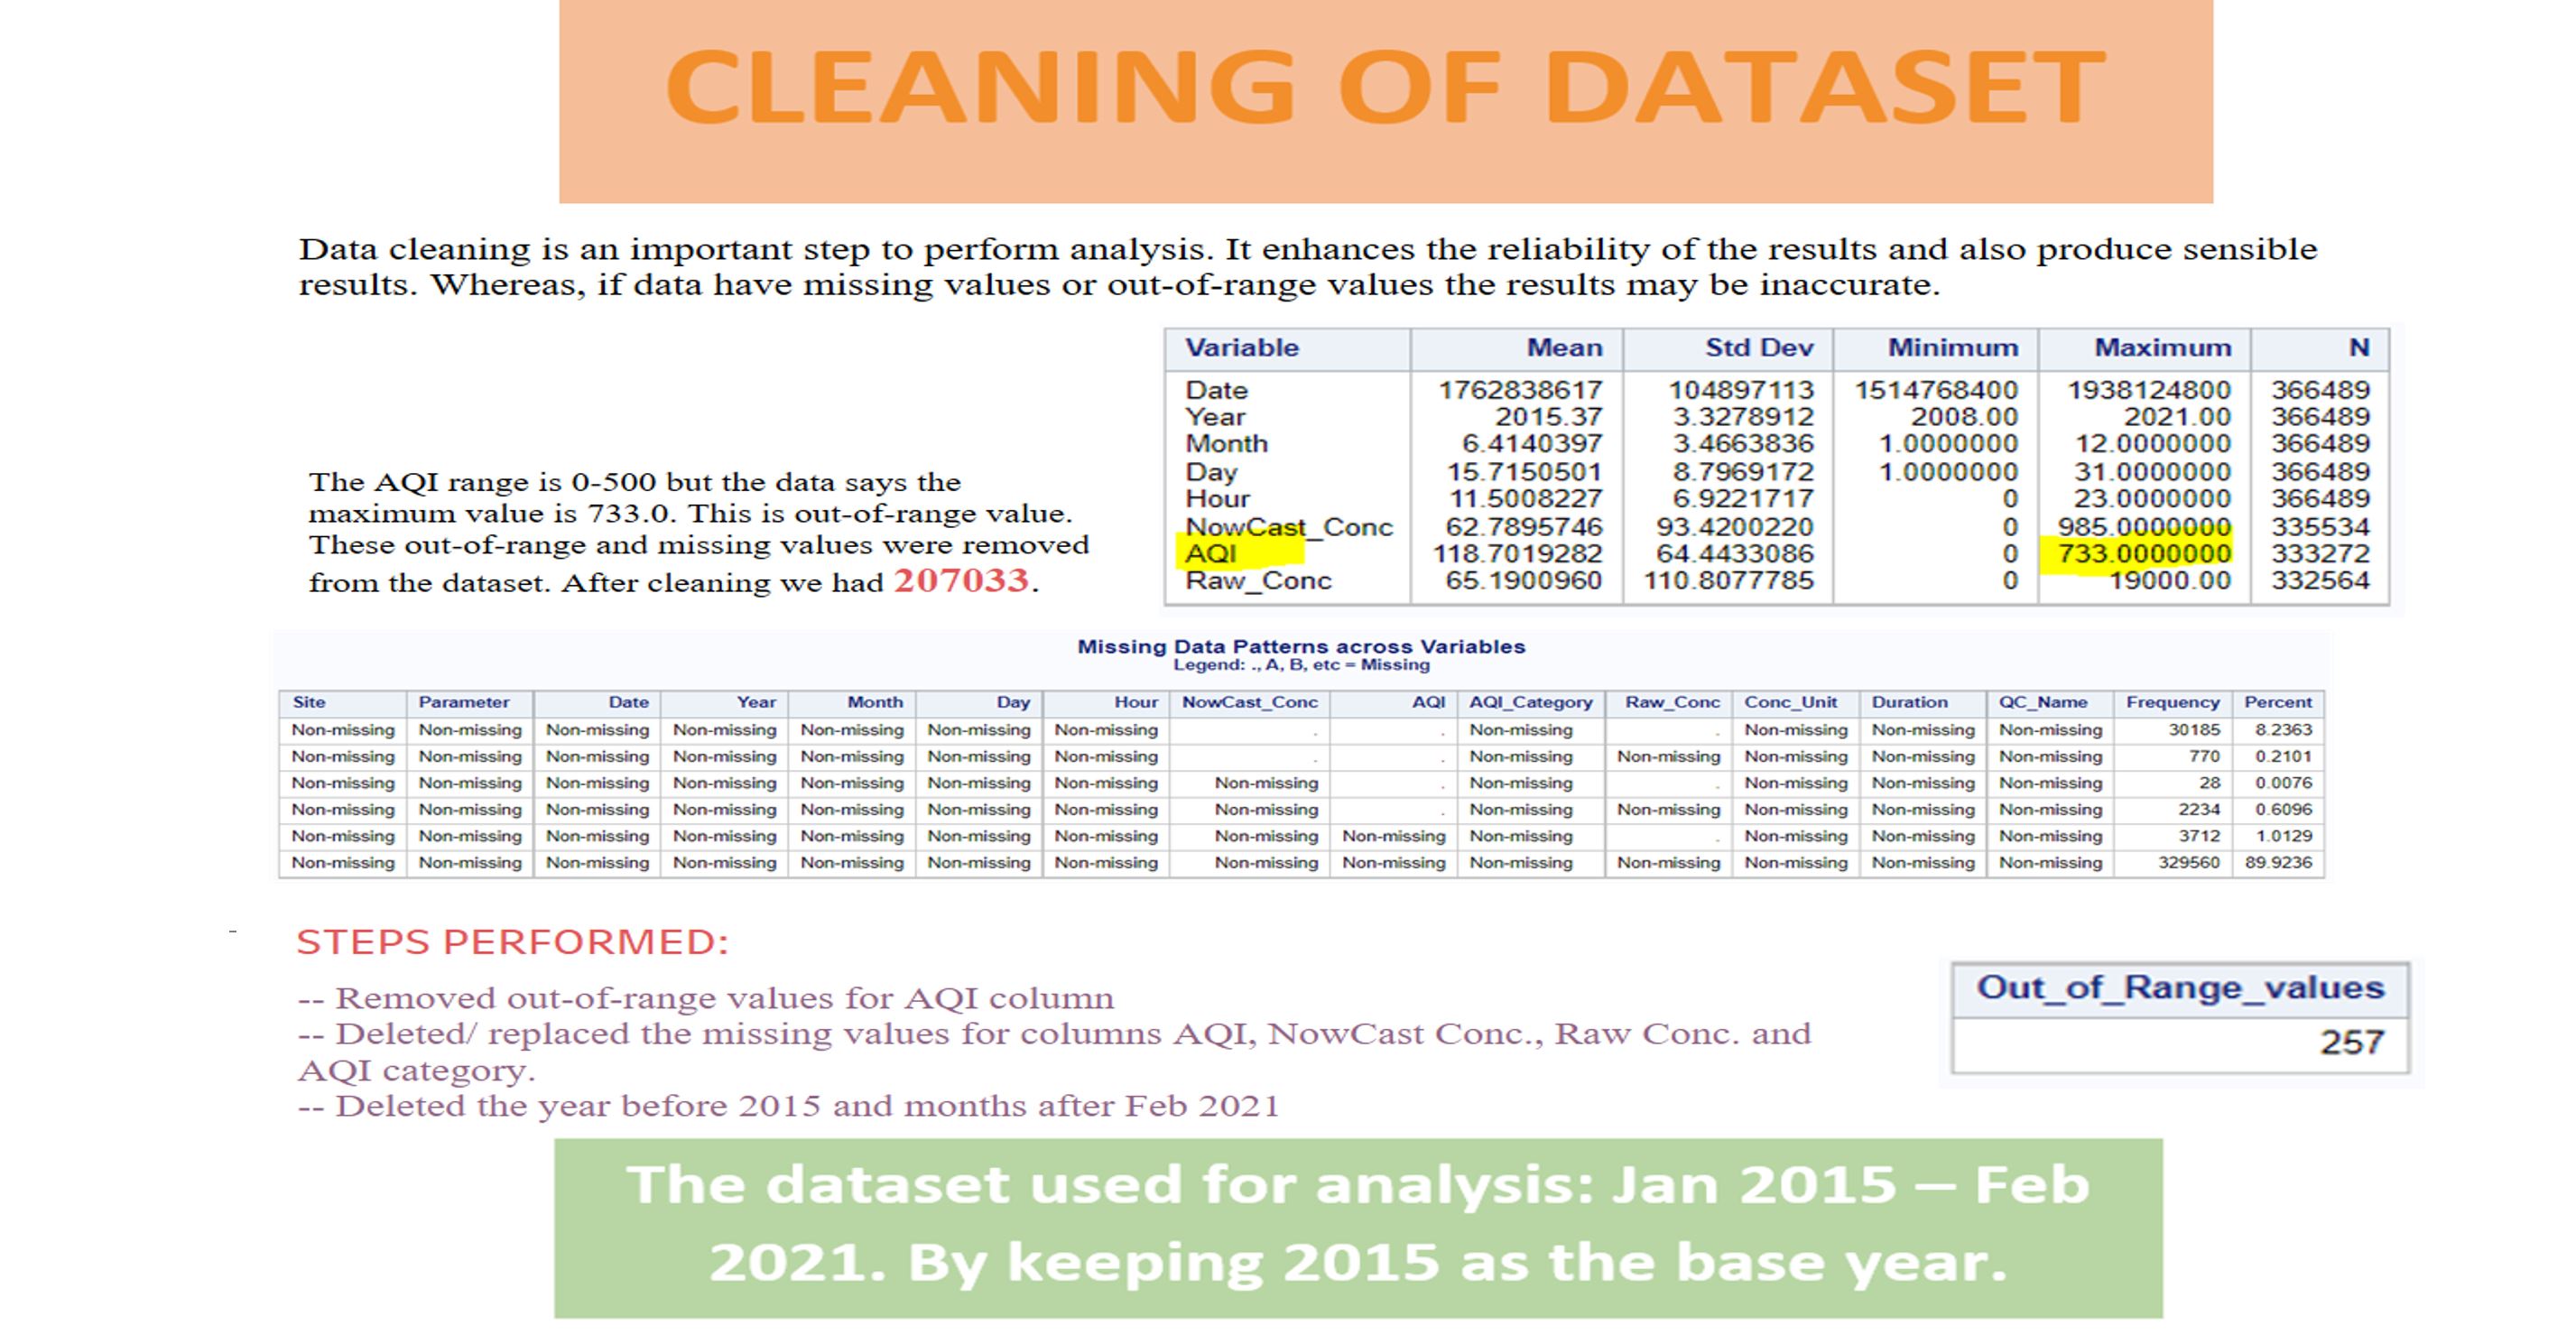 CLEANING OF DATASET
Data cleaning is an important step to perform analysis. It enhances the reliability of the results and also produce sensible
results. Whereas, if data have missing values or out-of-range values the results may be inaccurate.
The AQI range is 0-500 but the data says the
maximum value is 733.0. This is out-of-range value.
These out-of-range and missing values were removed
from the dataset. After cleaning we had 207033.
Variable Mean Std Dev Minimum Maximum N
Date 1762838617 104897113 1514768400 1938124800 366489
Year 2015.37 3.3278912 2008.00 2021.00 366489
Month 6.4140397 3.4663836 1.0000000 12.0000000 366489
Day 15.7150501 8.7969172 1.0000000 31.0000000 366489
Hour 11.5008227 6.9221717 0 23.0000000 366489
NowCast_Conc 62.7895746 93.4200220 0 985.0000000 335534
AQI 118.7019282 64.4433086 0 733.0000000 333272
Raw_Conc 65.1900960 110.8077785 0 19000.00 332564
Missing Data Patterns across Variables
Legend: ., A, B, etc = Missing
Site Parameter Date Year Month Day Hour NowCast_Conc AQI AQI_Category Raw_Conc Conc_Unit Duration QC_Name Frequency Percent
Non-missing Non-missing Non-missing Non-missing Non-missing Non-missing Non-missing . . Non-missing . Non-missing Non-missing Non-missing 30185 8.2363
Non-missing Non-missing Non-missing Non-missing Non-missing Non-missing Non-missing . . Non-missing Non-missing Non-missing Non-missing Non-missing 770 0.2101
Non-missing Non-missing Non-missing Non-missing Non-missing Non-missing Non-missing Non-missing . Non-missing . Non-missing Non-missing Non-missing 28 0.0076
Non-missing Non-missing Non-missing Non-missing Non-missing Non-missing Non-missing Non-missing . Non-missing Non-missing Non-missing Non-missing Non-missing 2234 0.6096
Non-missing Non-missing Non-missing Non-missing Non-missing Non-missing Non-missing Non-missing Non-missing Non-missing . Non-missing Non-missing Non-missing 3712 1.0129
Non-missing Non-missing Non-missing Non-missing Non-missing Non-missing Non-missing Non-missing Non-missing Non-missing Non-missing Non-missing Non-missing Non-missing 329560 89.9236
-
STEPS PERFORMED:
-- Removed out-of-range values for AQI column
-- Deleted/ replaced the missing values for columns AQI, NowCast Conc., Raw Conc. and
AQI category.
-- Deleted the year before 2015 and months after Feb 2021
Out_of_Range_values
257
The dataset used for analysis: Jan 2015 – Feb
2021. By keeping 2015 as the base year.